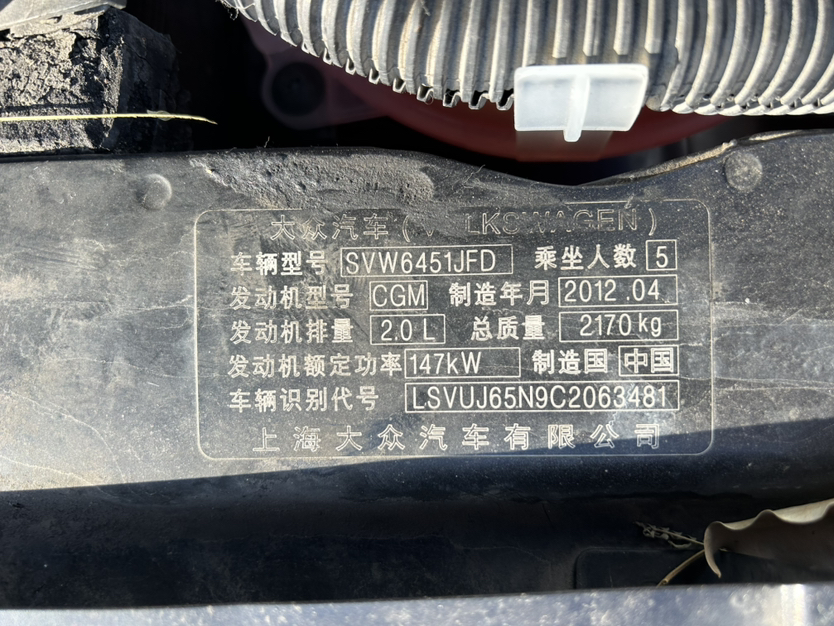 大众汽车(V LKSWAGEN)
车辆型号 SVW6451JFD 乘坐人数 5
发动机型号 CGM 制造年月 2012.04
发动机排量 2.0 L 总质量 2170kg
发动机额定功率 147kW 制造国 中国
车辆识别代号 LSVUJ65N9C2063481
上海大众汽车有限公司